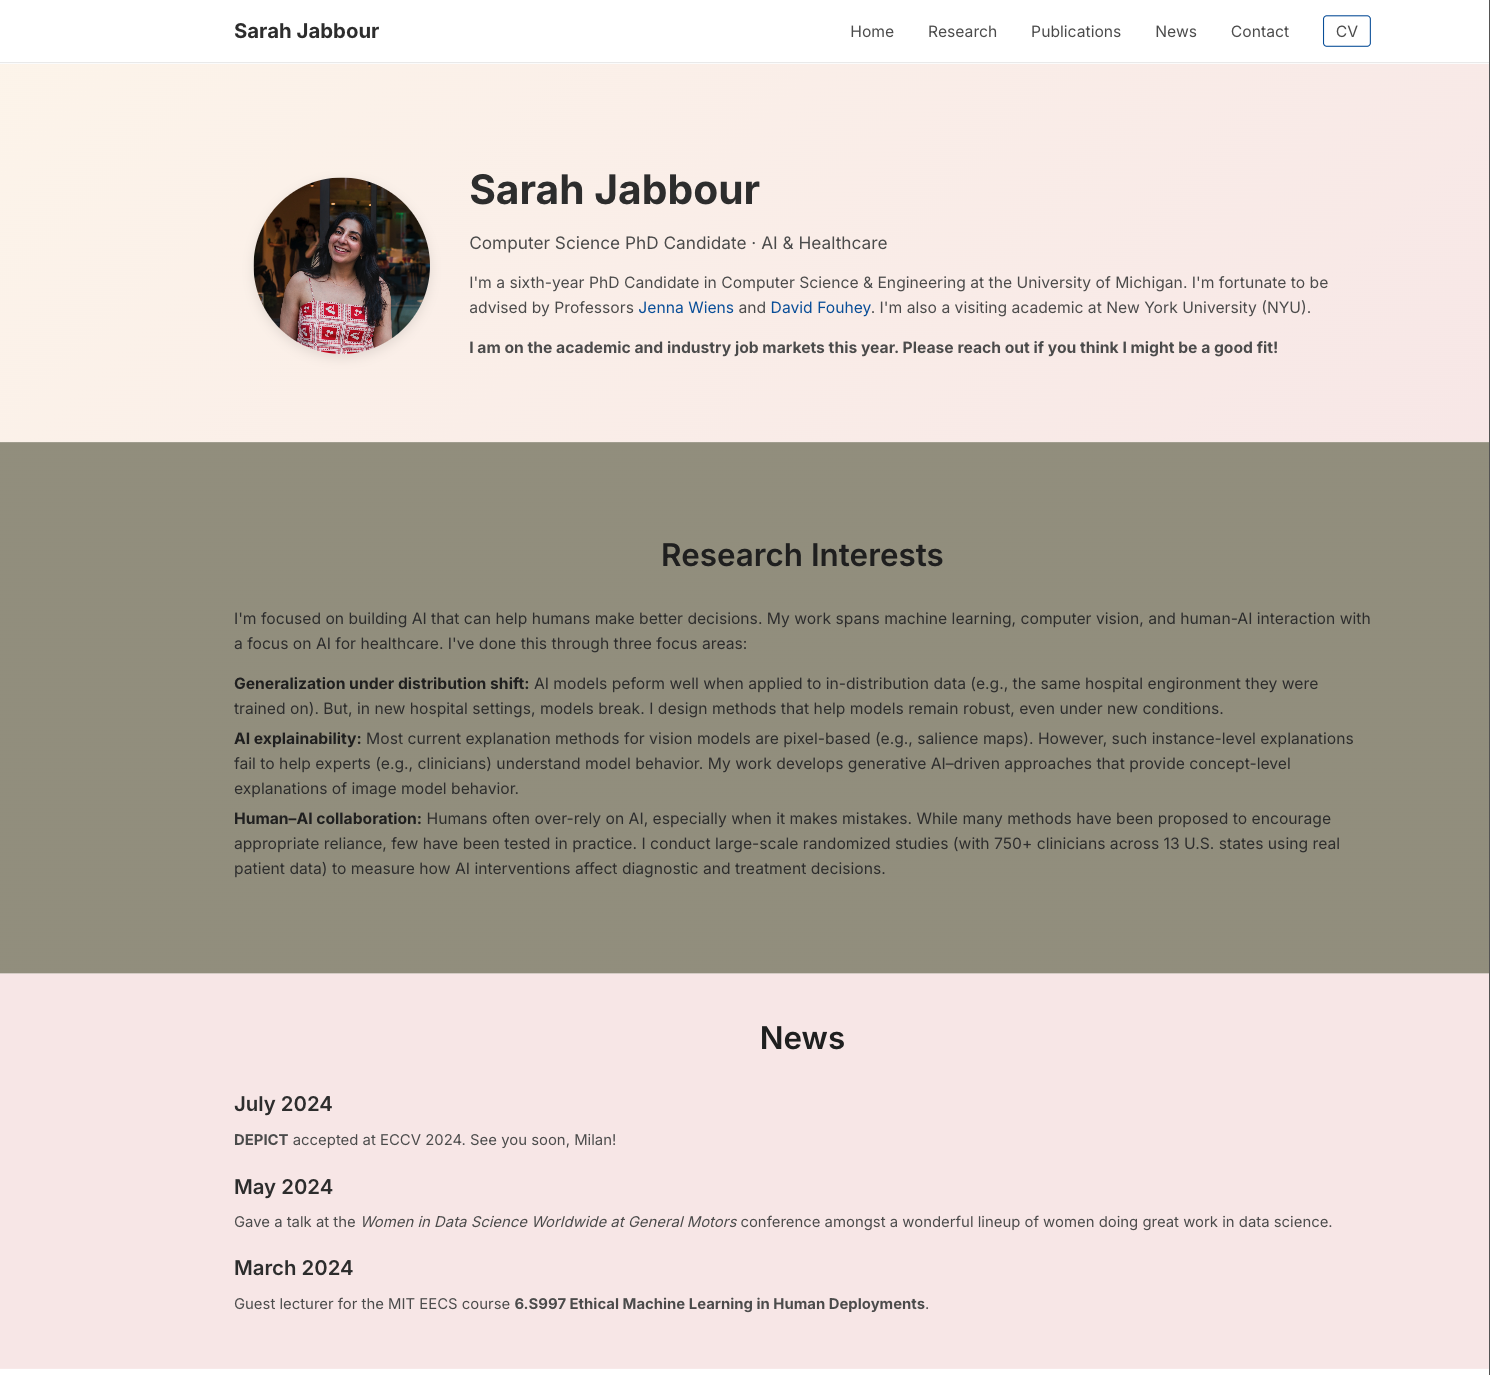 Sarah Jabbour
Home Research Publications News Contact CV
Sarah Jabbour
Computer Science PhD Candidate · AI & Healthcare
I'm a sixth-year PhD Candidate in Computer Science & Engineering at the University of Michigan. I'm fortunate to be
advised by Professors Jenna Wiens and David Fouhey. I'm also a visiting academic at New York University (NYU).
I am on the academic and industry job markets this year. Please reach out if you think I might be a good fit!
Research Interests
I'm focused on building AI that can help humans make better decisions. My work spans machine learning, computer vision, and human-AI interaction with
a focus on AI for healthcare. I've done this through three focus areas:
Generalization under distribution shift: AI models peform well when applied to in-distribution data (e.g., the same hospital engironment they were
trained on). But, in new hospital settings, models break. I design methods that help models remain robust, even under new conditions.
AI explainability: Most current explanation methods for vision models are pixel-based (e.g., salience maps). However, such instance-level explanations
fail to help experts (e.g., clinicians) understand model behavior. My work develops generative AI–driven approaches that provide concept-level
explanations of image model behavior.
Human–AI collaboration: Humans often over-rely on AI, especially when it makes mistakes. While many methods have been proposed to encourage
appropriate reliance, few have been tested in practice. I conduct large-scale randomized studies (with 750+ clinicians across 13 U.S. states using real
patient data) to measure how AI interventions affect diagnostic and treatment decisions.
News
July 2024
DEPICT accepted at ECCV 2024. See you soon, Milan!
May 2024
Gave a talk at the Women in Data Science Worldwide at General Motors conference amongst a wonderful lineup of women doing great work in data science.
March 2024
Guest lecturer for the MIT EECS course 6.S997 Ethical Machine Learning in Human Deployments.